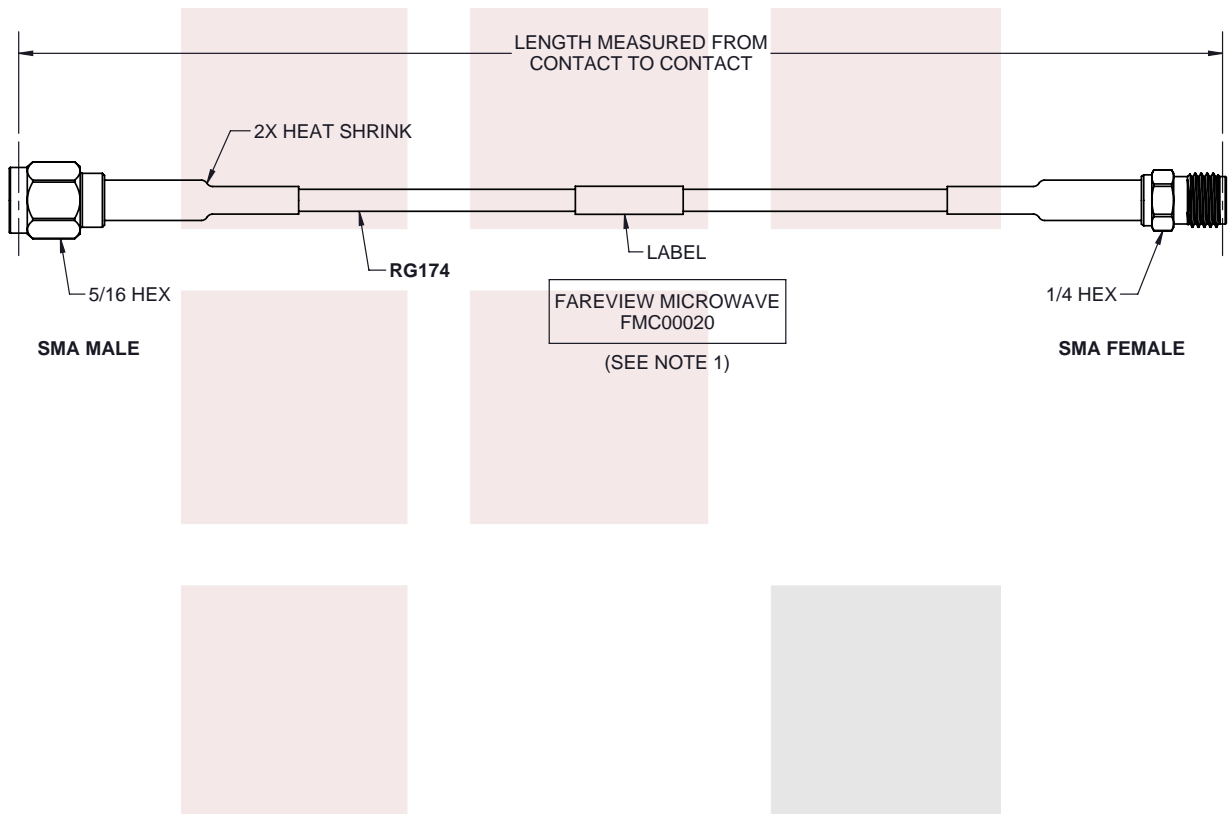 LENGTH MEASURED FROM
CONTACT TO CONTACT
2X HEAT SHRINK
RG174
LABEL
5/16 HEX
1/4 HEX
FAREVIEW MICROWAVE
FMC00020
(SEE NOTE 1)
SMA MALE
SMA FEMALE